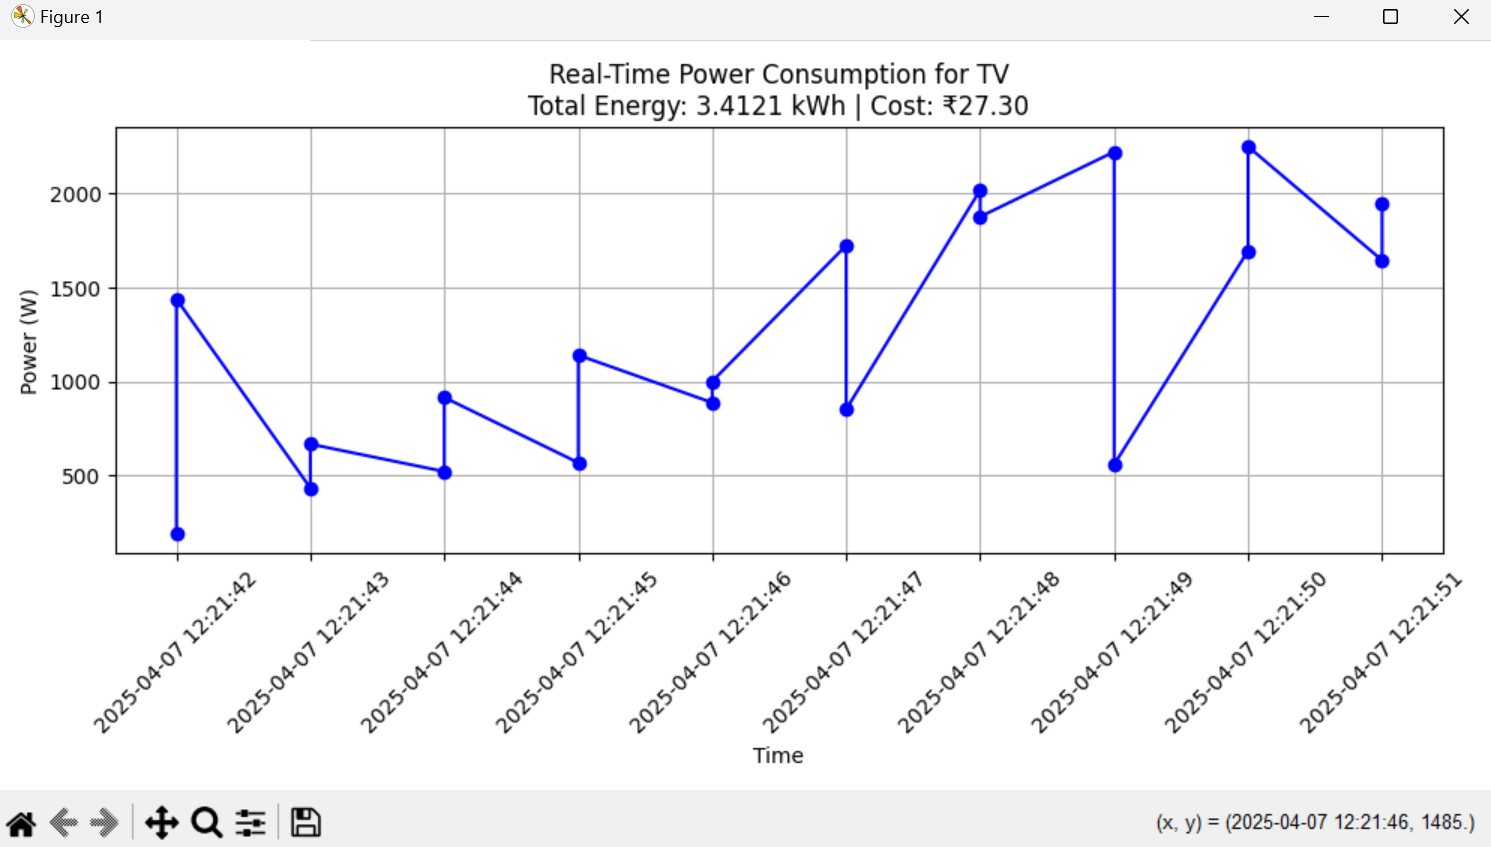 Figure 1
Real-Time Power Consumption for TV
Total Energy: 3.4121 kWh | Cost: ₹27.30
Power (W)
2000
1500
1000
500
2025-04-07 12:21:42
2025-04-07 12:21:43
2025-04-07 12:21:44
2025-04-07 12:21:45
2025-04-07 12:21:46
2025-04-07 12:21:47
2025-04-07 12:21:48
2025-04-07 12:21:49
2025-04-07 12:21:50
2025-04-07 12:21:51
Time
(x, y) = (2025-04-07 12:21:46, 1485.)